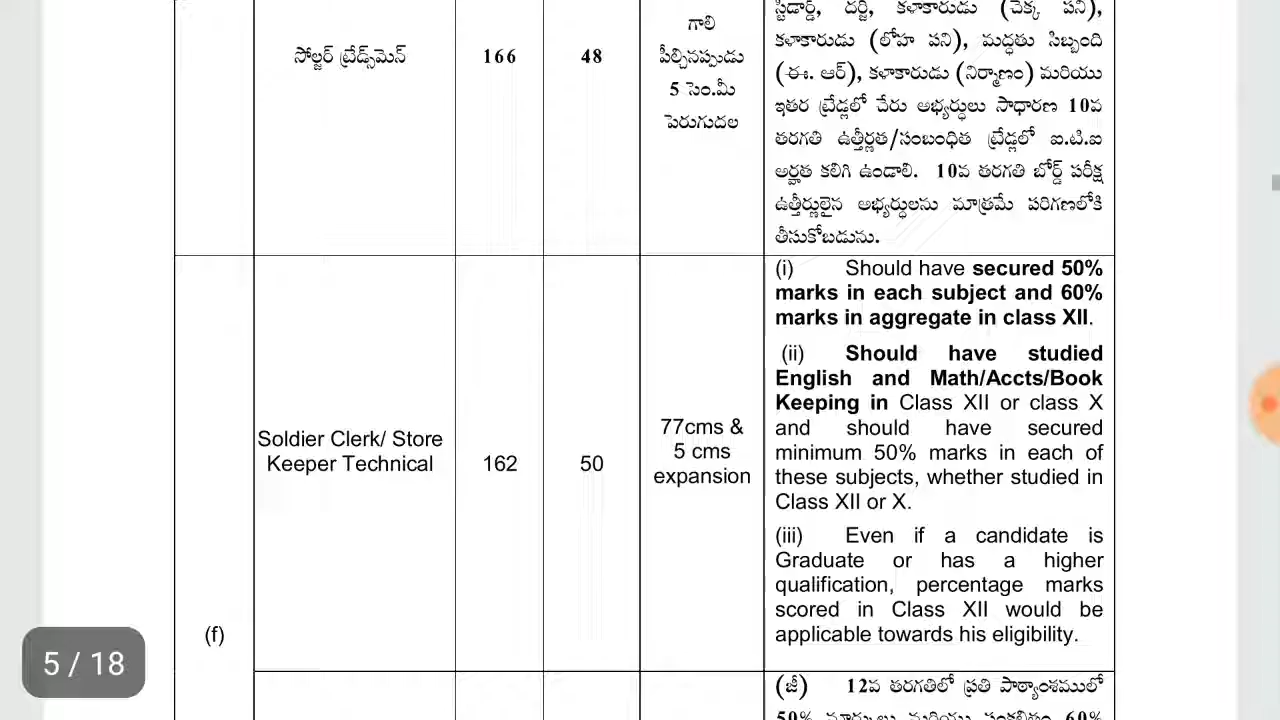 స్టీవార్డ్, దర్జి, కళాకారుడు (చెక్క పని),
గాలి
కళాకారుడు (లోహ పని), మద్దతు సిబ్బంది
సోల్జర్ ట్రేడ్స్‌మెన్ 166 48 పీల్చినప్పుడు
(ఈ. ఆర్), కళాకారుడు (నిర్మాణం) మరియు
5 సెం.మీ
ఇతర ట్రేడ్లలో చేరు అభ్యర్ధులు సాధారణ 10వ
పెరుగుదల
తరగతి ఉత్తీర్ణత/సంబంధిత ట్రేడ్లలో ఐ.టి.ఐ
అర్హత కలిగి ఉండాలి. 10వ తరగతి బోర్డ్ పరీక్ష
ఉత్తీర్ణులైన అభ్యర్ధులను మాత్రమే పరిగణలోకి
తీసుకోబడును.
(i) Should have secured 50%
marks in each subject and 60%
marks in aggregate in class XII.
(ii) Should have studied
English and Math/Accts/Book
Keeping in Class XII or class X
and should have secured
minimum 50% marks in each of
these subjects, whether studied in
Class XII or X.
(iii) Even if a candidate is
Graduate or has a higher
qualification, percentage marks
scored in Class XII would be
applicable towards his eligibility.
Soldier Clerk/ Store
Keeper Technical
162
50
77cms &
5 cms
expansion
(f)
5 / 18
(జీ) 12వ తరగతిలో ప్రతి పాఠ్యాంశములో
50% మార్కులు మరియు సంకలితం 60%